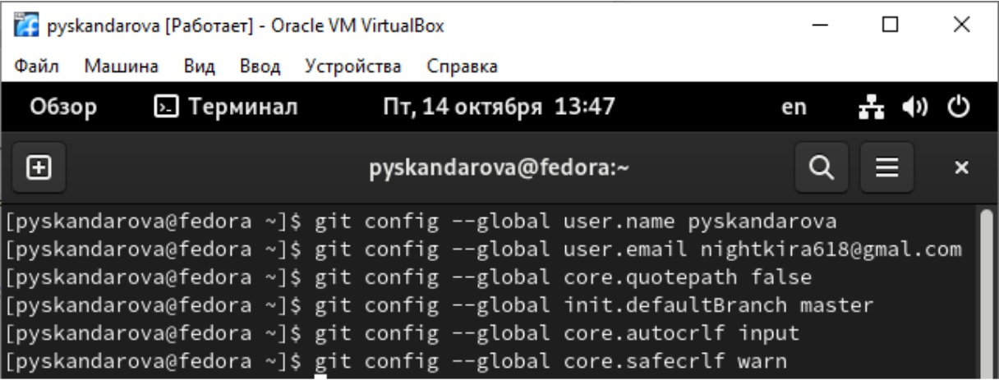 pyskandarova [Работает] - Oracle VM VirtualBox
Файл Машина Вид Ввод Устройства Справка
Обзор Терминал Пт, 14 октября 13:47 en
pyskandarova@fedora:~
[pyskandarova@fedora ~]$ git config --global user.name pyskandarova
[pyskandarova@fedora ~]$ git config --global user.email nightkira618@gmal.com
[pyskandarova@fedora ~]$ git config --global core.quotepath false
[pyskandarova@fedora ~]$ git config --global init.defaultBranch master
[pyskandarova@fedora ~]$ git config --global core.autocrlf input
[pyskandarova@fedora ~]$ git config --global core.safecrlf warn